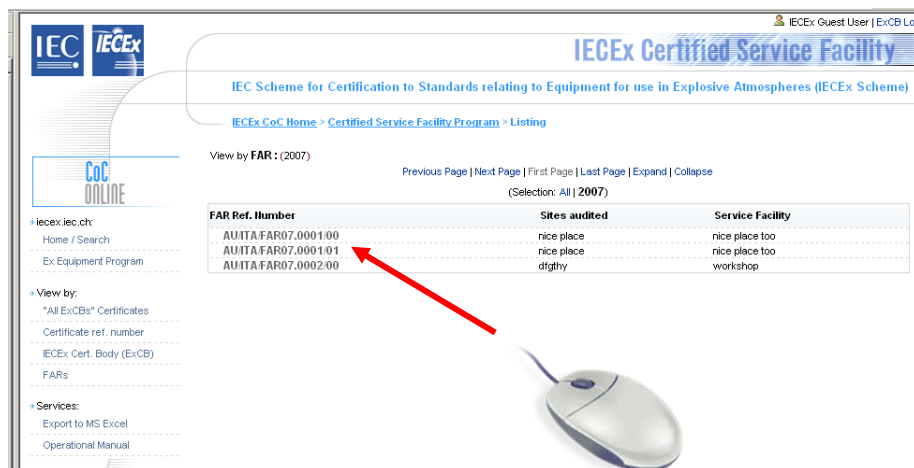 IECEx Guest User | ExCB Lo
IEC IECEx
IECEx Certified Service Facility
IEC Scheme for Certification to Standards relating to Equipment for use in Explosive Atmospheres (IECEx Scheme)
IECEx CoC Home > Certified Service Facility Program > Listing
CoC
ONLINE
View by FAR : (2007)
Previous Page | Next Page | First Page | Last Page | Expand | Collapse
(Selection: All | 2007)
FAR Ref. Number Sites audited Service Facility
AU/ITA/FAR07.0001/00 nice place nice place too
AU/ITA/FAR07.0001/01 nice place nice place too
AU/ITA/FAR07.0002/00 dfgthy workshop
iecex.iec.ch:
Home / Search
Ex Equipment Program
View by:
"All ExCBs" Certificates
Certificate ref. number
IECEx Cert. Body (ExCB)
FARs
Services:
Export to MS Excel
Operational Manual